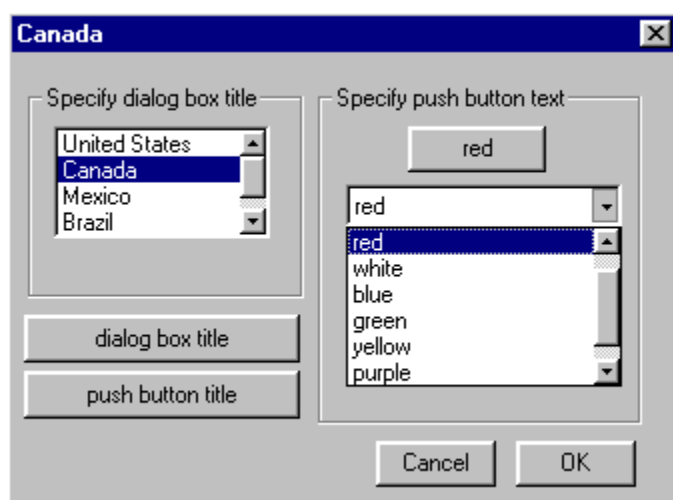 Canada
Specify dialog box title
United States
Canada
Mexico
Brazil
dialog box title
push button title
Specify push button text
red
red
red
white
blue
green
yellow
purple
Cancel
OK